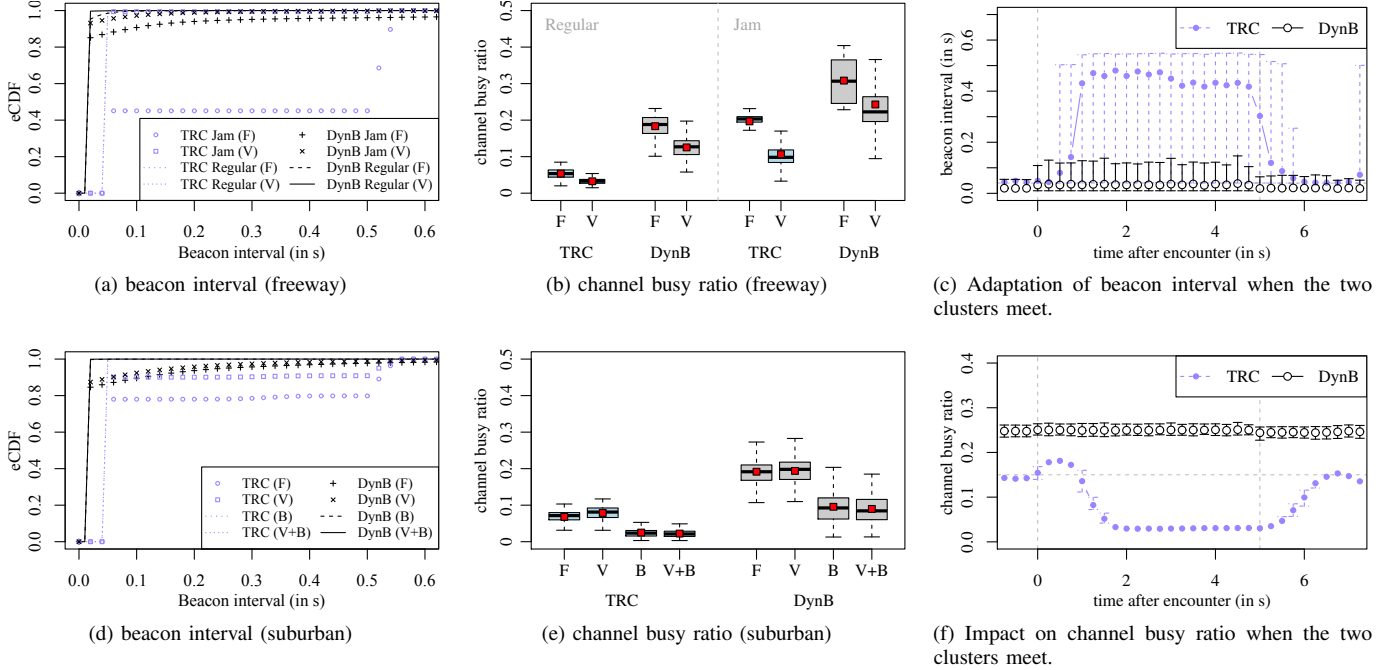 eCDF
0.0 0.2 0.4 0.6 0.8 1.0
TRC Jam (F) DynB Jam (F)
TRC Jam (V) DynB Jam (V)
TRC Regular (F) DynB Regular (F)
TRC Regular (V) DynB Regular (V)
0.0 0.1 0.2 0.3 0.4 0.5 0.6
Beacon interval (in s)
(a) beacon interval (freeway)
channel busy ratio
0 0.1 0.2 0.3 0.4 0.5
Regular Jam
F V F V F V F V
TRC DynB TRC DynB
(b) channel busy ratio (freeway)
beacon interval (in s)
0.0 0.2 0.4 0.6
TRC DynB
0 2 4 6
time after encounter (in s)
(c) Adaptation of beacon interval when the two
clusters meet.
eCDF
0.0 0.2 0.4 0.6 0.8 1.0
TRC (F) DynB (F)
TRC (V) DynB (V)
TRC (B) DynB (B)
TRC (V+B) DynB (V+B)
0.0 0.1 0.2 0.3 0.4 0.5 0.6
Beacon interval (in s)
(d) beacon interval (suburban)
channel busy ratio
0 0.1 0.2 0.3 0.4 0.5
F V B V+B F V B V+B
TRC DynB
(e) channel busy ratio (suburban)
channel busy ratio
0.0 0.1 0.2 0.3 0.4
TRC DynB
0 2 4 6
time after encounter (in s)
(f) Impact on channel busy ratio when the two
clusters meet.